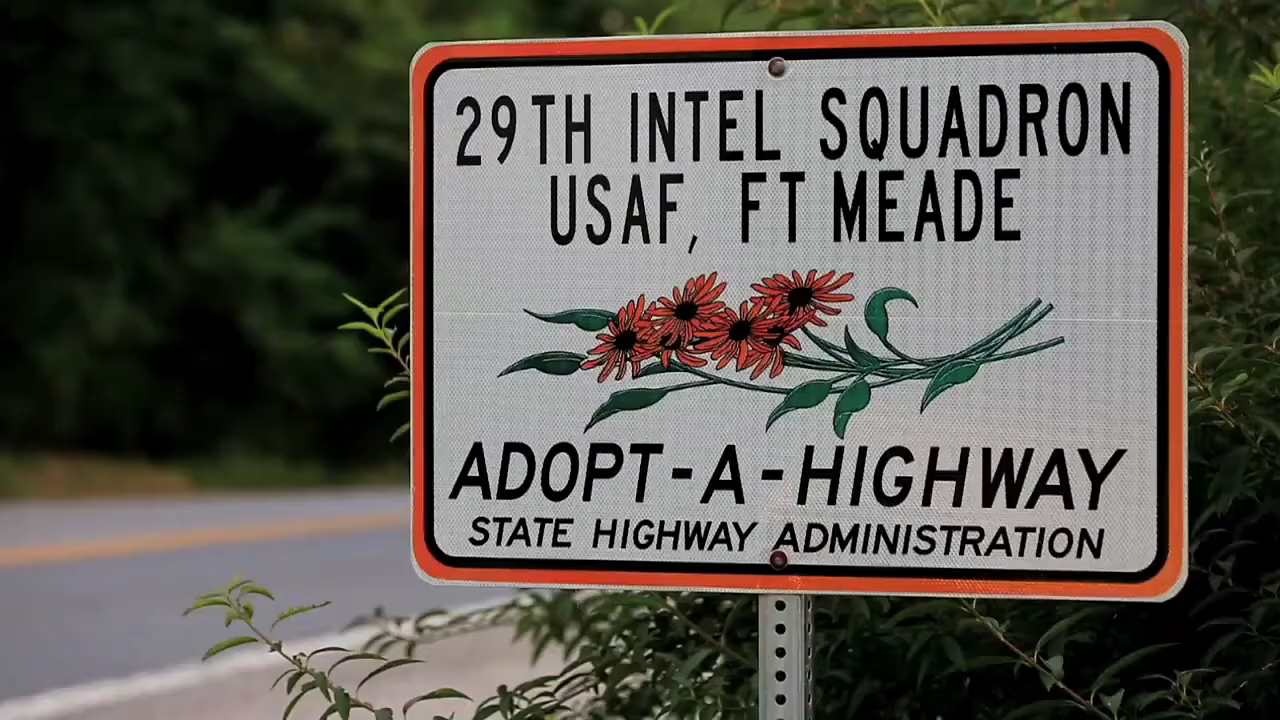 29TH INTEL SQUADRON
USAF, FT MEADE
ADOPT-A-HIGHWAY
STATE HIGHWAY ADMINISTRATION